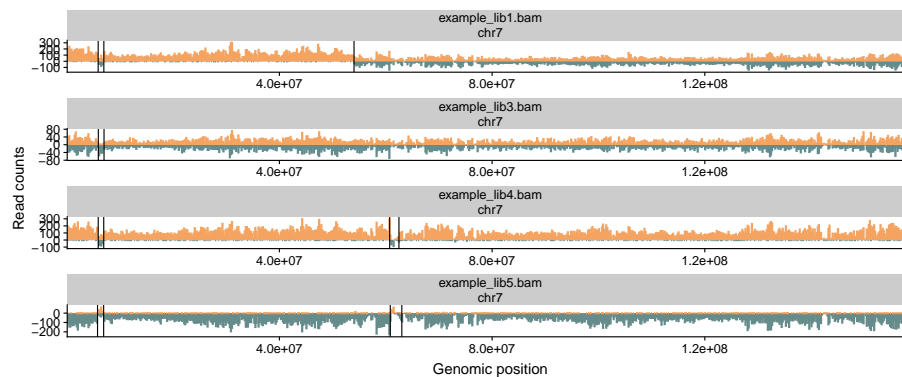 example_lib1.bam
chr7
300
200
100
0
−100
4.0e+07 8.0e+07 1.2e+08
example_lib3.bam
chr7
80
40
0
−40
−80
4.0e+07 8.0e+07 1.2e+08
example_lib4.bam
chr7
300
200
100
0
−100
4.0e+07 8.0e+07 1.2e+08
example_lib5.bam
chr7
0
−100
−200
4.0e+07 8.0e+07 1.2e+08
Read counts
Genomic position